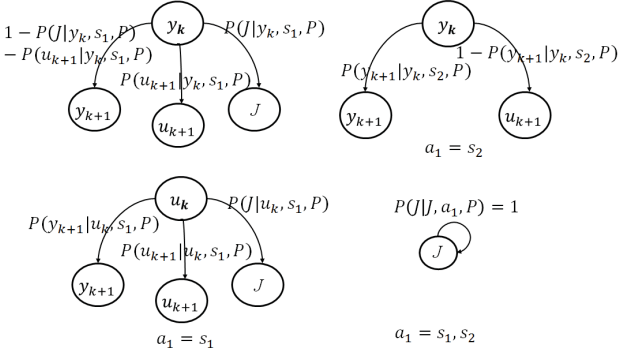 y_k
1 − P(J|y_k, s_1, P)
− P(u_{k+1}|y_k, s_1, P)
P(J|y_k, s_1, P)
P(u_{k+1}|y_k, s_1, P)
y_{k+1}
u_{k+1}
J
y_k
1 − P(y_{k+1}|y_k, s_2, P)
P(y_{k+1}|y_k, s_2, P)
y_{k+1}
u_{k+1}
a_1 = s_2
u_k
P(J|u_k, s_1, P)
P(y_{k+1}|u_k, s_1, P)
P(u_{k+1}|u_k, s_1, P)
y_{k+1}
u_{k+1}
J
a_1 = s_1
P(J|J, a_1, P) = 1
J
a_1 = s_1, s_2